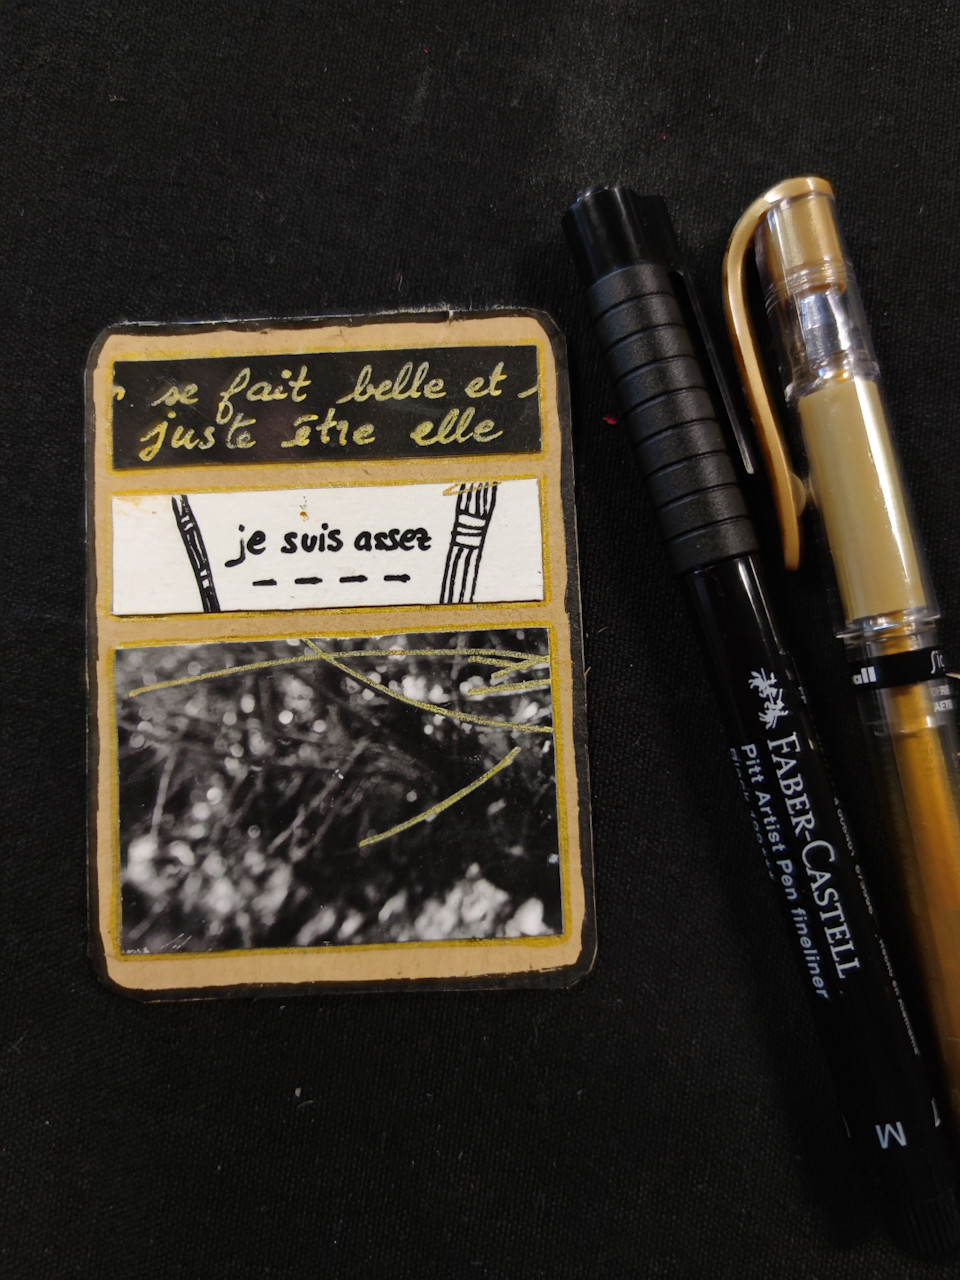 se fait belle et
juste être elle
je suis assez
FABER-CASTELL
Pitt Artist Pen fineliner
M